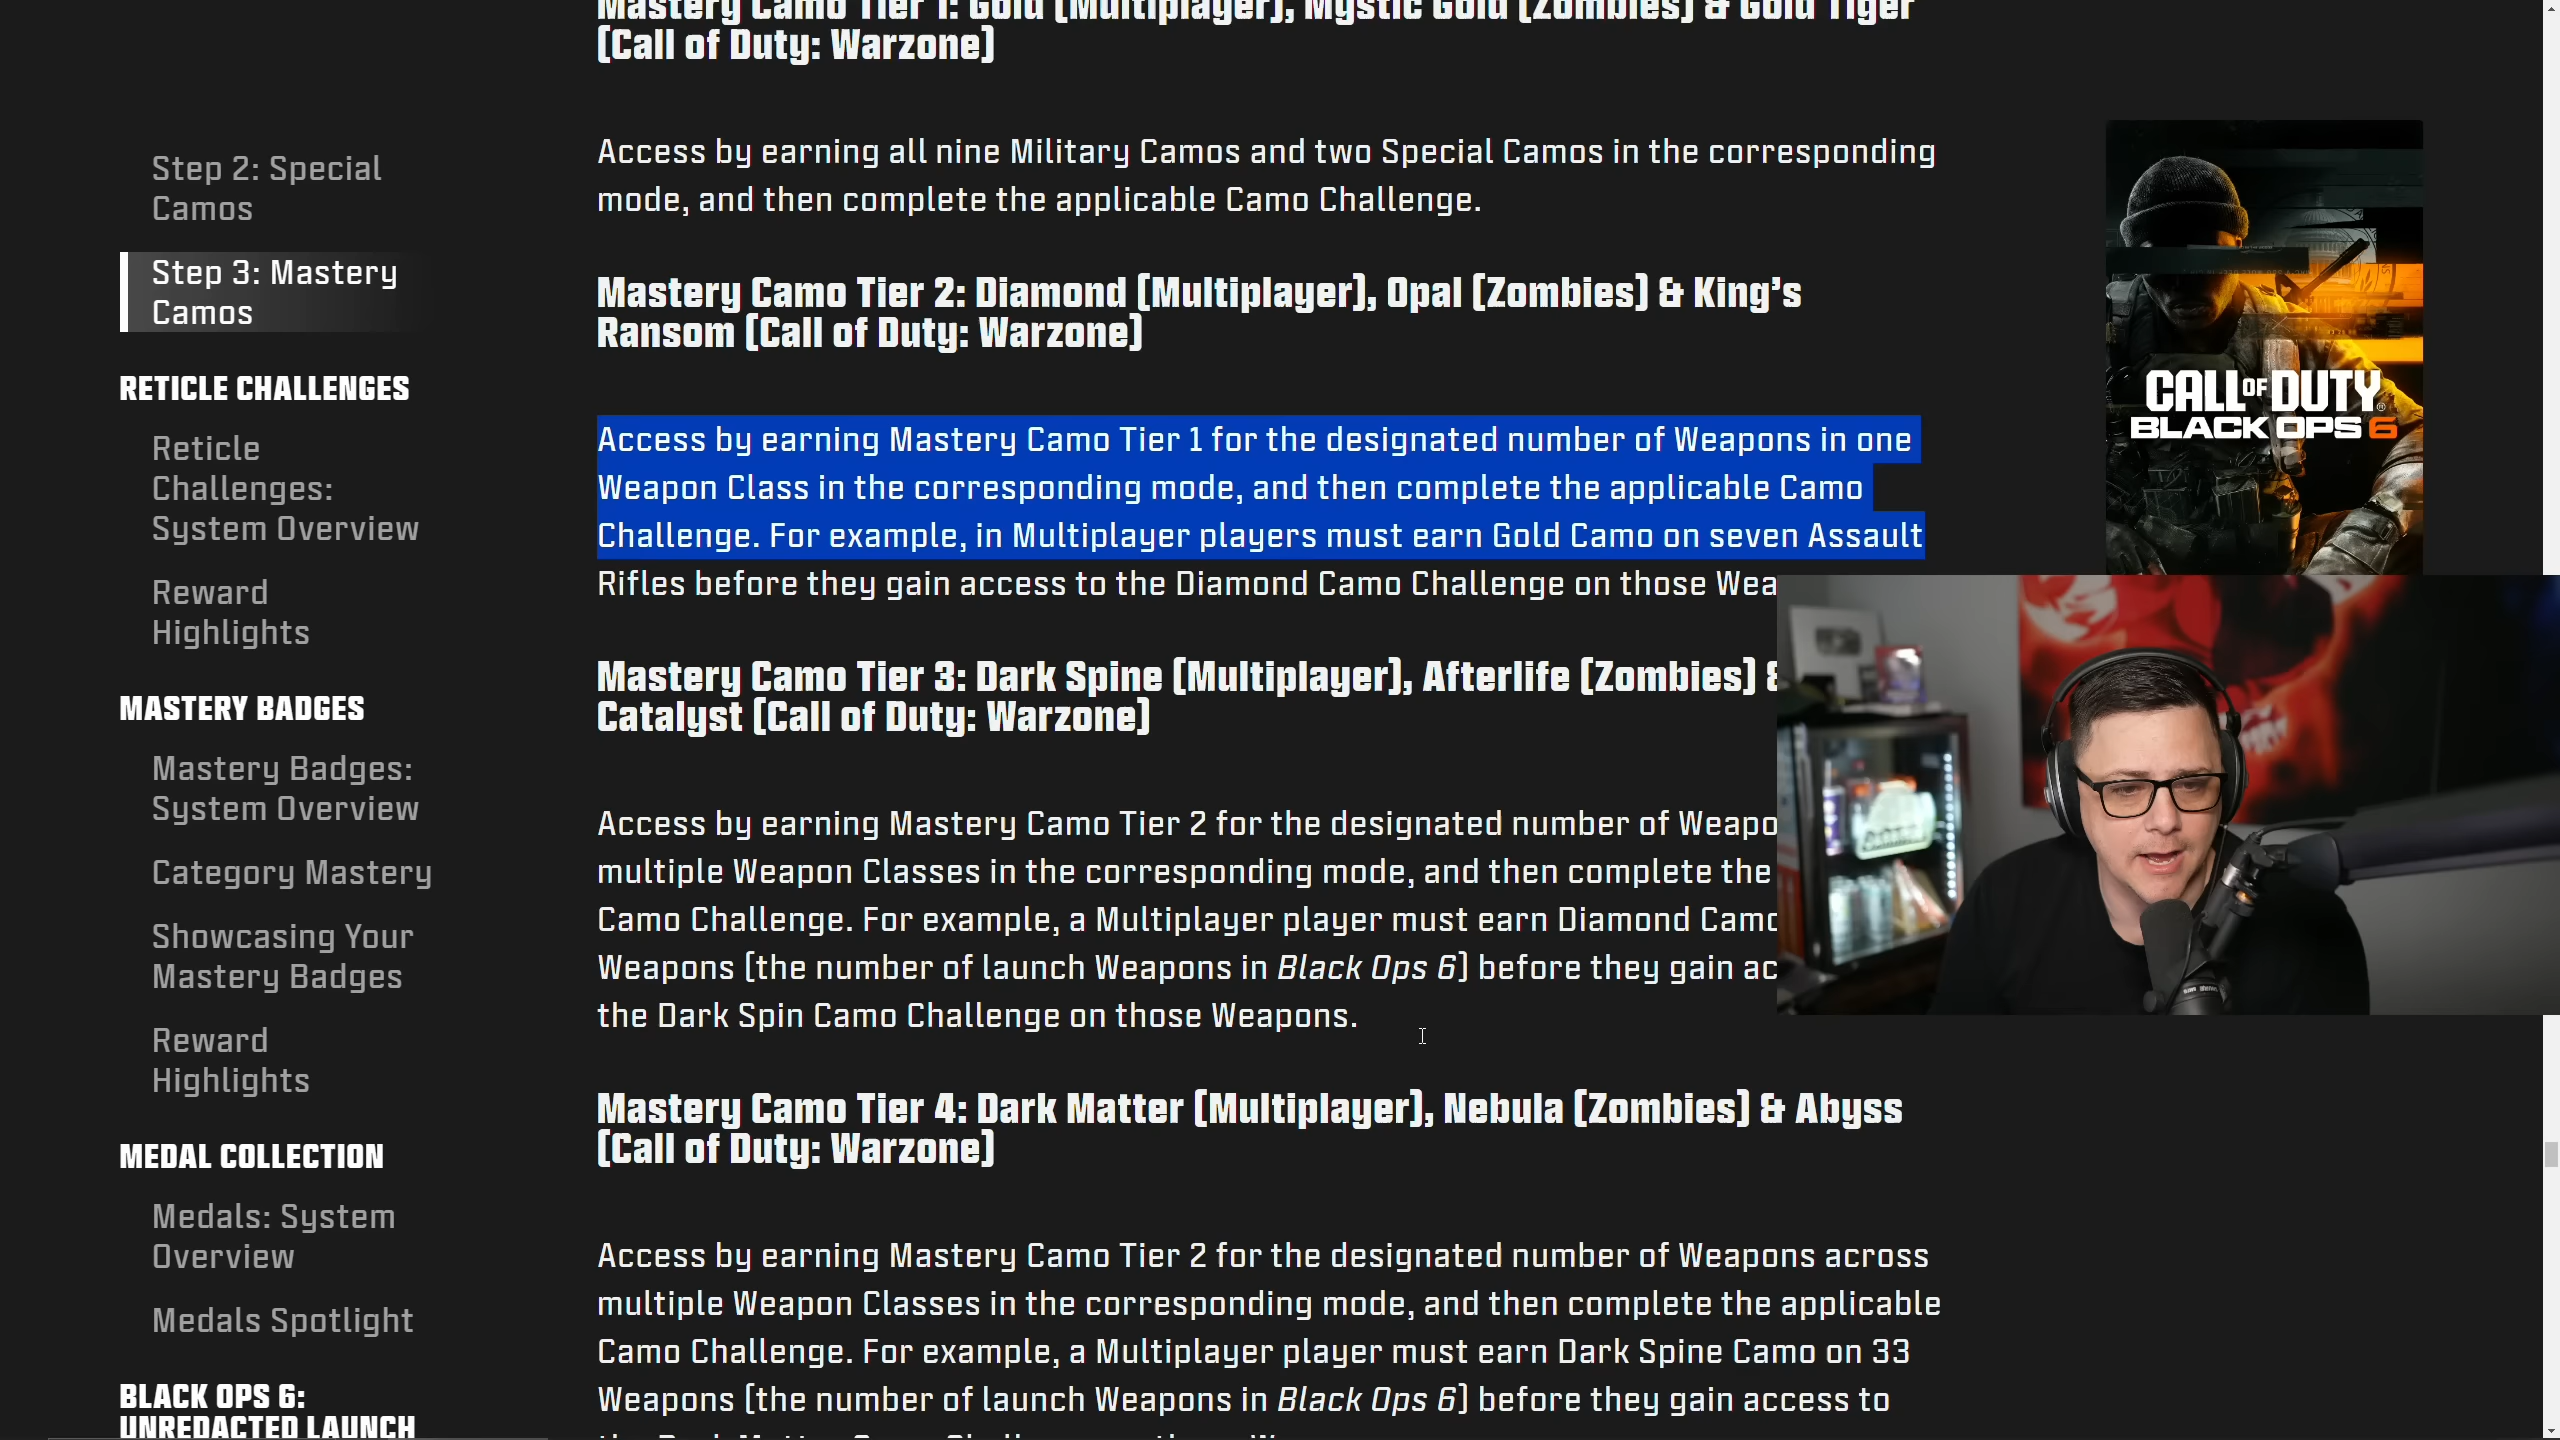 Mastery Camo Tier 1: Gold [Multiplayer], Mystic Gold [Zombies] & Gold Tiger
[Call of Duty: Warzone]
Access by earning all nine Military Camos and two Special Camos in the corresponding
mode, and then complete the applicable Camo Challenge.
Mastery Camo Tier 2: Diamond [Multiplayer], Opal [Zombies] & King’s
Ransom [Call of Duty: Warzone]
Access by earning Mastery Camo Tier 1 for the designated number of Weapons in one
Weapon Class in the corresponding mode, and then complete the applicable Camo
Challenge. For example, in Multiplayer players must earn Gold Camo on seven Assault
Rifles before they gain access to the Diamond Camo Challenge on those
Mastery Camo Tier 3: Dark Spine [Multiplayer], Afterlife [Zombies]
Catalyst [Call of Duty: Warzone]
Access by earning Mastery Camo Tier 2 for the designated number of
multiple Weapon Classes in the corresponding mode, and then complete the
Camo Challenge. For example, a Multiplayer player must earn Diamond
Weapons [the number of launch Weapons in Black Ops 6] before they gain
the Dark Spin Camo Challenge on those Weapons.
Mastery Camo Tier 4: Dark Matter [Multiplayer], Nebula [Zombies] & Abyss
[Call of Duty: Warzone]
Access by earning Mastery Camo Tier 2 for the designated number of Weapons across
multiple Weapon Classes in the corresponding mode, and then complete the applicable
Camo Challenge. For example, a Multiplayer player must earn Dark Spine Camo on 33
Weapons [the number of launch Weapons in Black Ops 6] before they gain access to
Step 2: Special
Camos
Step 3: Mastery
Camos
RETICLE CHALLENGES
Reticle
Challenges:
System Overview
Reward
Highlights
MASTERY BADGES
Mastery Badges:
System Overview
Category Mastery
Showcasing Your
Mastery Badges
Reward
Highlights
MEDAL COLLECTION
Medals: System
Overview
Medals Spotlight
BLACK OPS 6:
UNREDACTED LAUNCH
CALL OF DUTY®
BLACK OPS 6